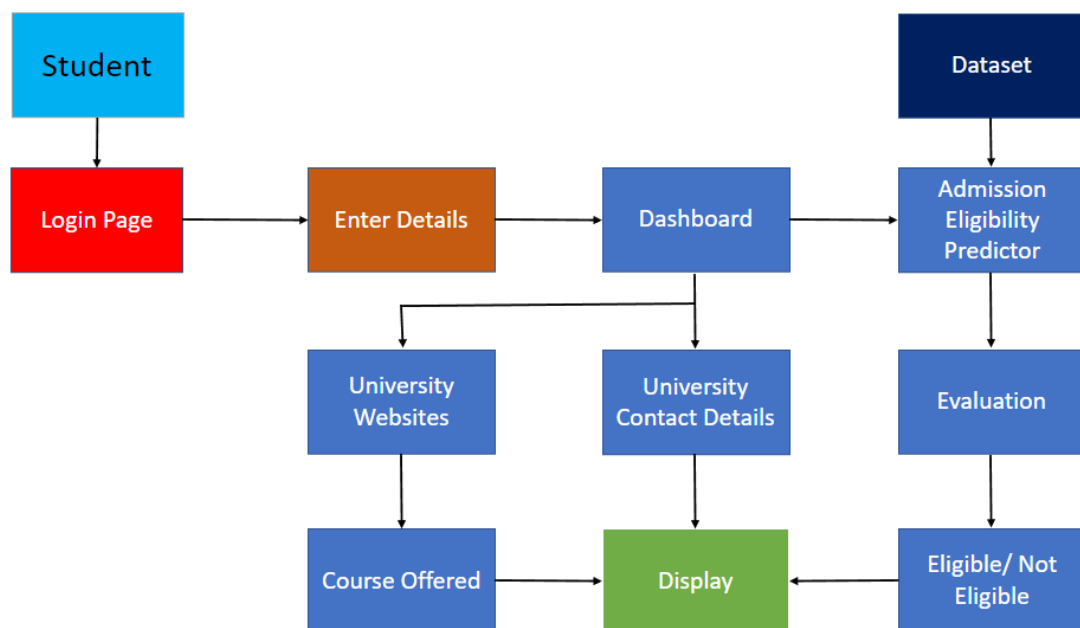 Student
Dataset
Login Page
Enter Details
Dashboard
Admission
Eligibility
Predictor
University
Websites
University
Contact Details
Evaluation
Course Offered
Display
Eligible/ Not
Eligible